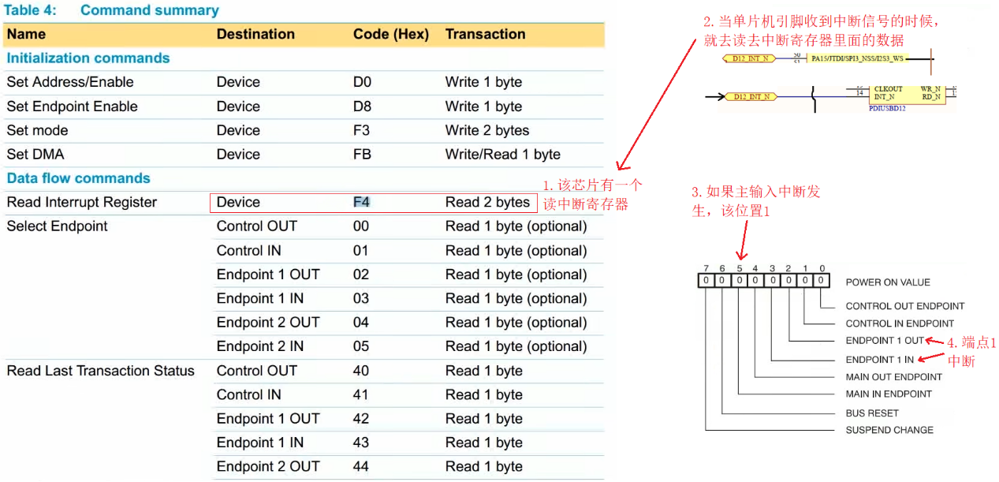 Table 4: Command summary
Name Destination Code (Hex) Transaction
Initialization commands
Set Address/Enable Device D0 Write 1 byte
Set Endpoint Enable Device D8 Write 1 byte
Set mode Device F3 Write 2 bytes
Set DMA Device FB Write/Read 1 byte
Data flow commands
Read Interrupt Register Device F4 Read 2 bytes
Select Endpoint Control OUT 00 Read 1 byte (optional)
Control IN 01 Read 1 byte (optional)
Endpoint 1 OUT 02 Read 1 byte (optional)
Endpoint 1 IN 03 Read 1 byte (optional)
Endpoint 2 OUT 04 Read 1 byte (optional)
Endpoint 2 IN 05 Read 1 byte (optional)
Read Last Transaction Status Control OUT 40 Read 1 byte
Control IN 41 Read 1 byte
Endpoint 1 OUT 42 Read 1 byte
Endpoint 1 IN 43 Read 1 byte
Endpoint 2 OUT 44 Read 1 byte
1.该芯片有一个
读中断寄存器
2.当单片机引脚收到中断信号的时候，
就去读去中断寄存器里面的数据
D12_INT_N 50 PA15/JTDI/SPI3_NSS/I2S3_WS
51
CLKOUT WR_N
D12_INT_N 14 INT_N RD_N
PDIUSBD12
3.如果主输入中断发
生，该位置1
7 6 5 4 3 2 1 0
0 0 0 0 0 0 0 0 POWER ON VALUE
CONTROL OUT ENDPOINT
CONTROL IN ENDPOINT
ENDPOINT 1 OUT
ENDPOINT 1 IN
MAIN OUT ENDPOINT
MAIN IN ENDPOINT
BUS RESET
SUSPEND CHANGE
4.端点1
中断